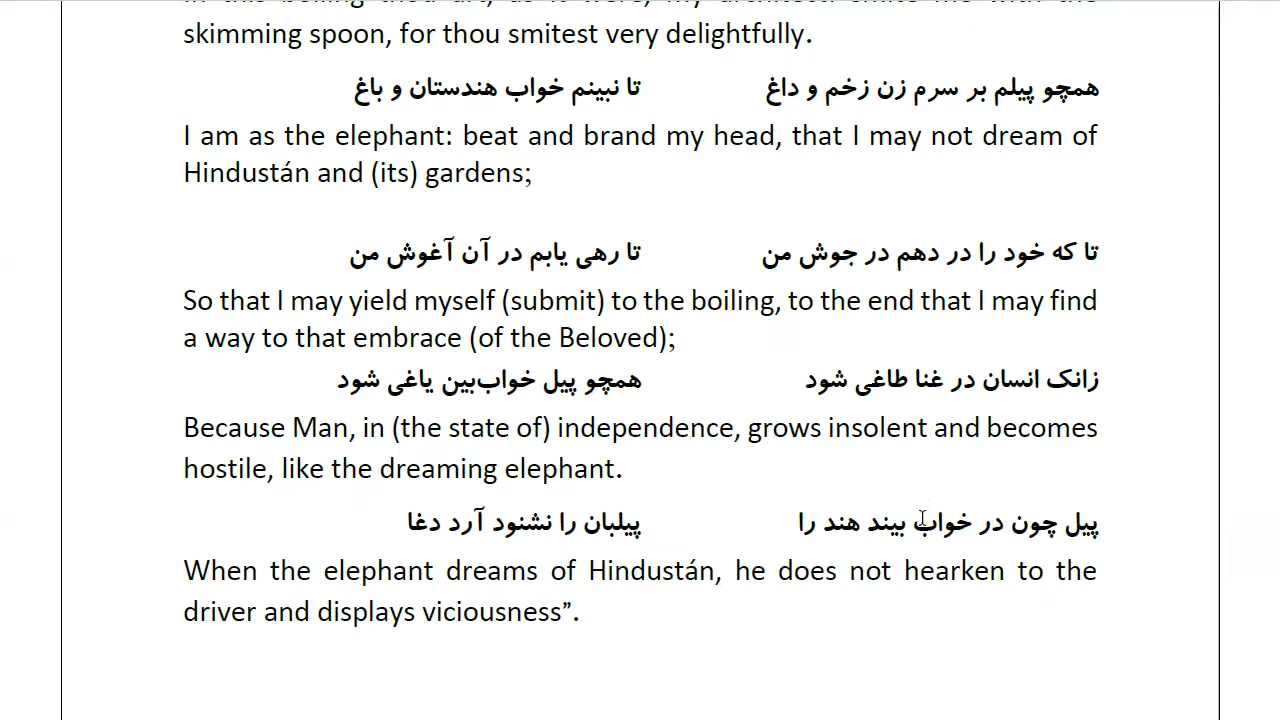 skimming spoon, for thou smitest very delightfully.
همچو پیلم بر سرم زن زخم و داغ تا نبینم خواب هندستان و باغ
I am as the elephant: beat and brand my head, that I may not dream of
Hindustán and (its) gardens;
تا که خود را در دهم در جوش من تا رهی یابم در آن آغوش من
So that I may yield myself (submit) to the boiling, to the end that I may find
a way to that embrace (of the Beloved);
زانک انسان در غنا طاغی شود همچو پیل خواب‌بین یاغی شود
Because Man, in (the state of) independence, grows insolent and becomes
hostile, like the dreaming elephant.
پیل چون در خواب بیند هند را پیلبان را نشنود آرد دغا
When the elephant dreams of Hindustán, he does not hearken to the
driver and displays viciousness”.